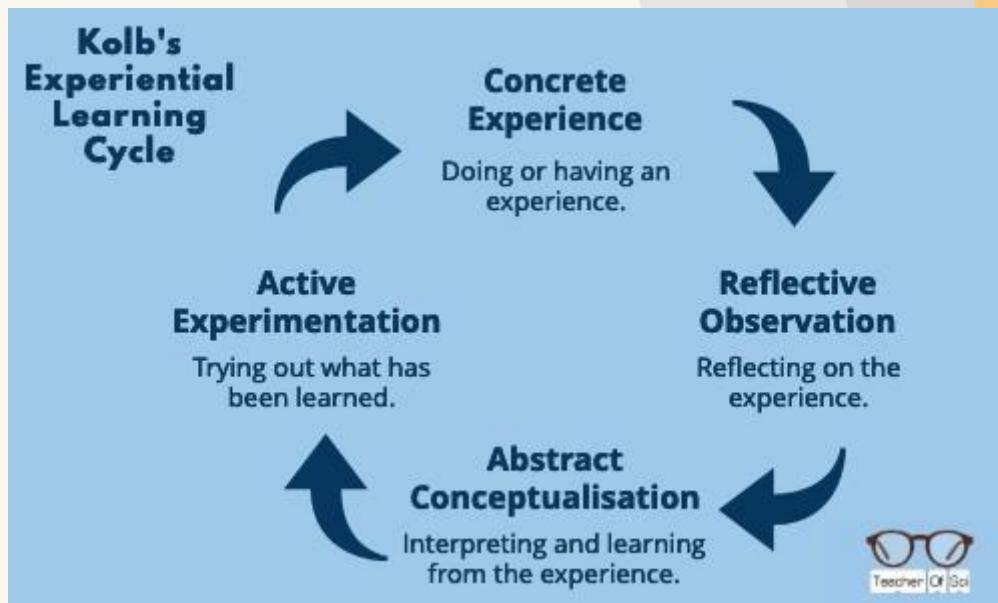 Kolb's
Experiential
Learning
Cycle
Concrete
Experience
Doing or having an
experience.
Reflective
Observation
Reflecting on the
experience.
Abstract
Conceptualisation
Interpreting and learning
from the experience.
Active
Experimentation
Trying out what has
been learned.
Teacher Of Sci